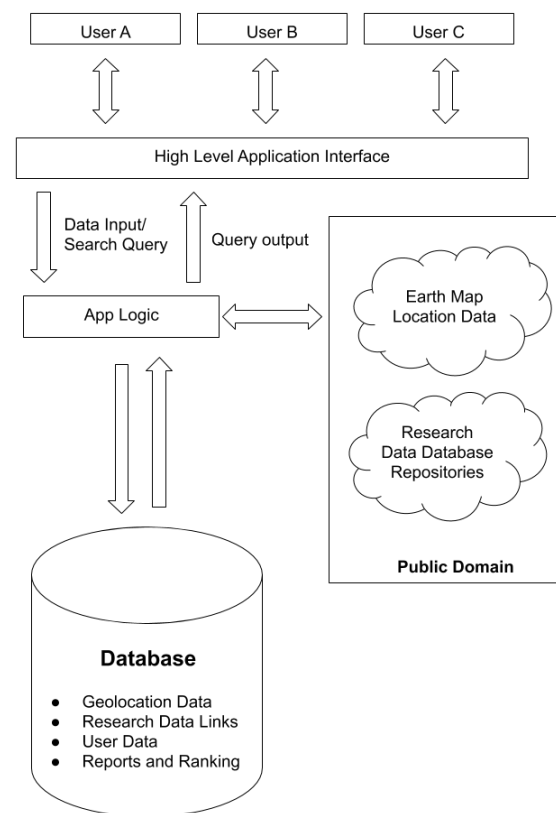 User A
User B
User C
High Level Application Interface
Data Input/
Search Query
Query output
App Logic
Earth Map
Location Data
Research
Data Database
Repositories
Public Domain
Database
● Geolocation Data
● Research Data Links
● User Data
● Reports and Ranking